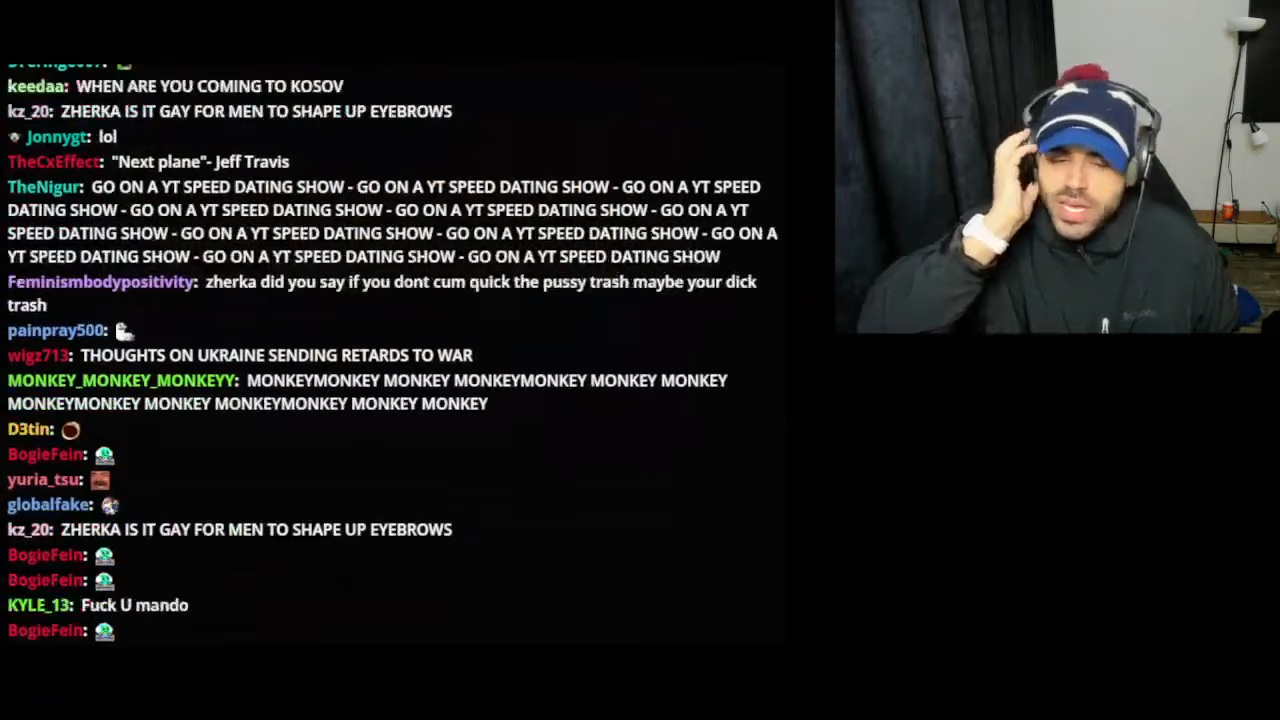 keedaa: WHEN ARE YOU COMING TO KOSOV
kz_20: ZHERKA IS IT GAY FOR MEN TO SHAPE UP EYEBROWS
Jonnygt: lol
TheCxEffect: "Next plane"- Jeff Travis
TheNigur: GO ON A YT SPEED DATING SHOW - GO ON A YT SPEED DATING SHOW - GO ON A YT SPEED
DATING SHOW - GO ON A YT SPEED DATING SHOW - GO ON A YT SPEED DATING SHOW - GO ON A YT
SPEED DATING SHOW - GO ON A YT SPEED DATING SHOW - GO ON A YT SPEED DATING SHOW - GO ON A
YT SPEED DATING SHOW - GO ON A YT SPEED DATING SHOW - GO ON A YT SPEED DATING SHOW
Feminismbodypositivity: zherka did you say if you dont cum quick the pussy trash maybe your dick
trash
painpray500:
wigz713: THOUGHTS ON UKRAINE SENDING RETARDS TO WAR
MONKEY_MONKEY_MONKEYY: MONKEYMONKEY MONKEY MONKEYMONKEY MONKEY MONKEY
MONKEYMONKEY MONKEY MONKEYMONKEY MONKEY MONKEY
D3tin:
BogieFein:
yuria_tsu:
globalfake:
kz_20: ZHERKA IS IT GAY FOR MEN TO SHAPE UP EYEBROWS
BogieFein:
BogieFein:
KYLE_13: Fuck U mando
BogieFein: